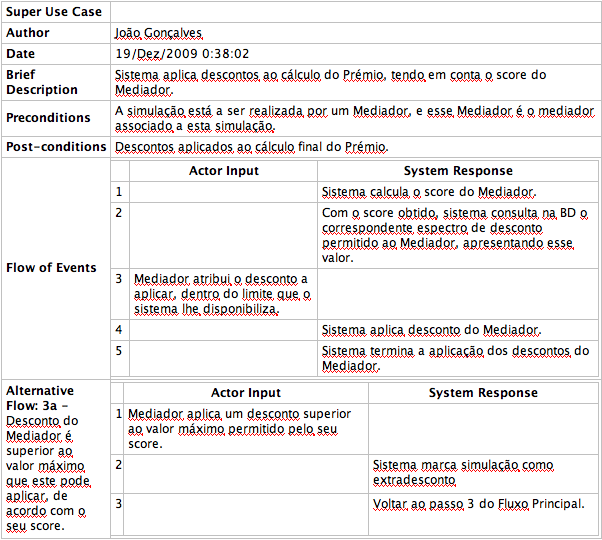 Super Use Case
Author João Gonçalves
Date 19/Dez/2009 0:38:02
Brief Sistema aplica descontos ao cálculo do Prémio, tendo em conta o score do
Description Mediador.
Preconditions A simulação está a ser realizada por um Mediador, e esse Mediador é o mediador
associado a esta simulação.
Post-conditions Descontos aplicados ao cálculo final do Prémio.
Flow of Events
Actor Input System Response
1 Sistema calcula o score do Mediador.
2 Com o score obtido, sistema consulta na BD o
correspondente espectro de desconto
permitido ao Mediador, apresentando esse
valor.
3 Mediador atribui o desconto a
aplicar, dentro do limite que o
sistema lhe disponibiliza.
4 Sistema aplica desconto do Mediador.
5 Sistema termina a aplicação dos descontos do
Mediador.
Alternative
Flow: 3a -
Desconto do
Mediador é
superior ao
valor máximo
que este pode
aplicar, de
acordo com o
seu score.
Actor Input System Response
1 Mediador aplica um desconto superior
ao valor máximo permitido pelo seu
score.
2 Sistema marca simulação como
extradesconto
3 Voltar ao passo 3 do Fluxo Principal.